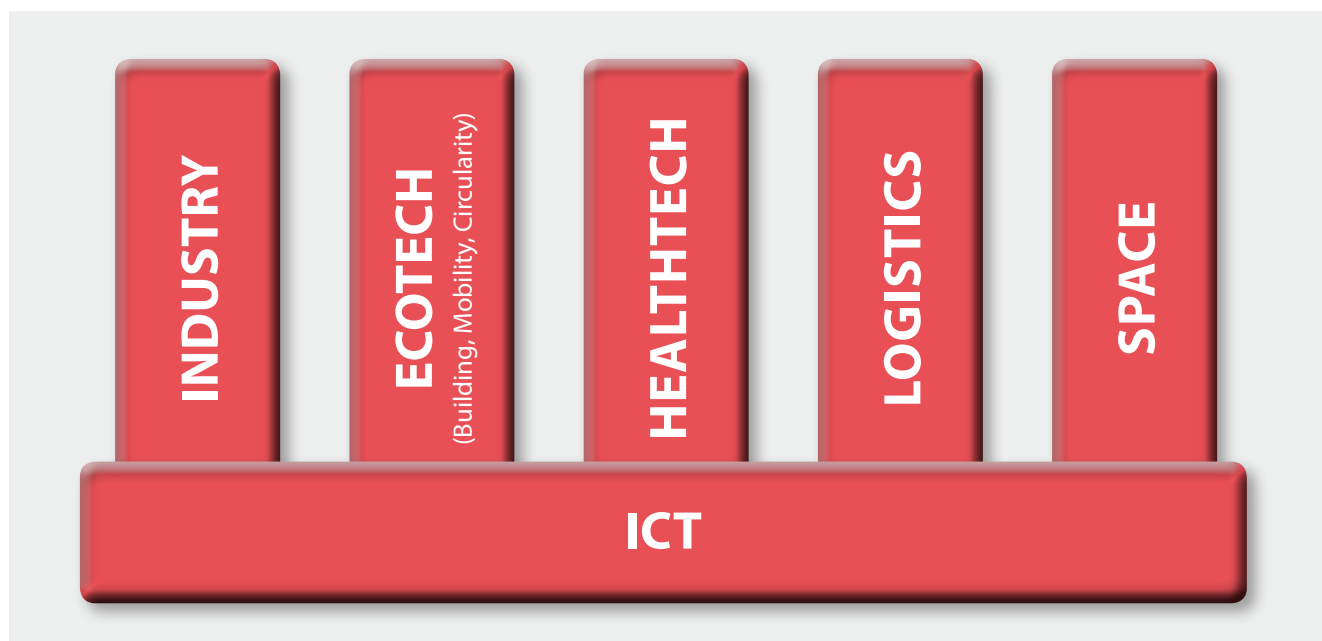 INDUSTRY
ECOTECH
(Building, Mobility, Circularity)
HEALTHTECH
LOGISTICS
SPACE
ICT